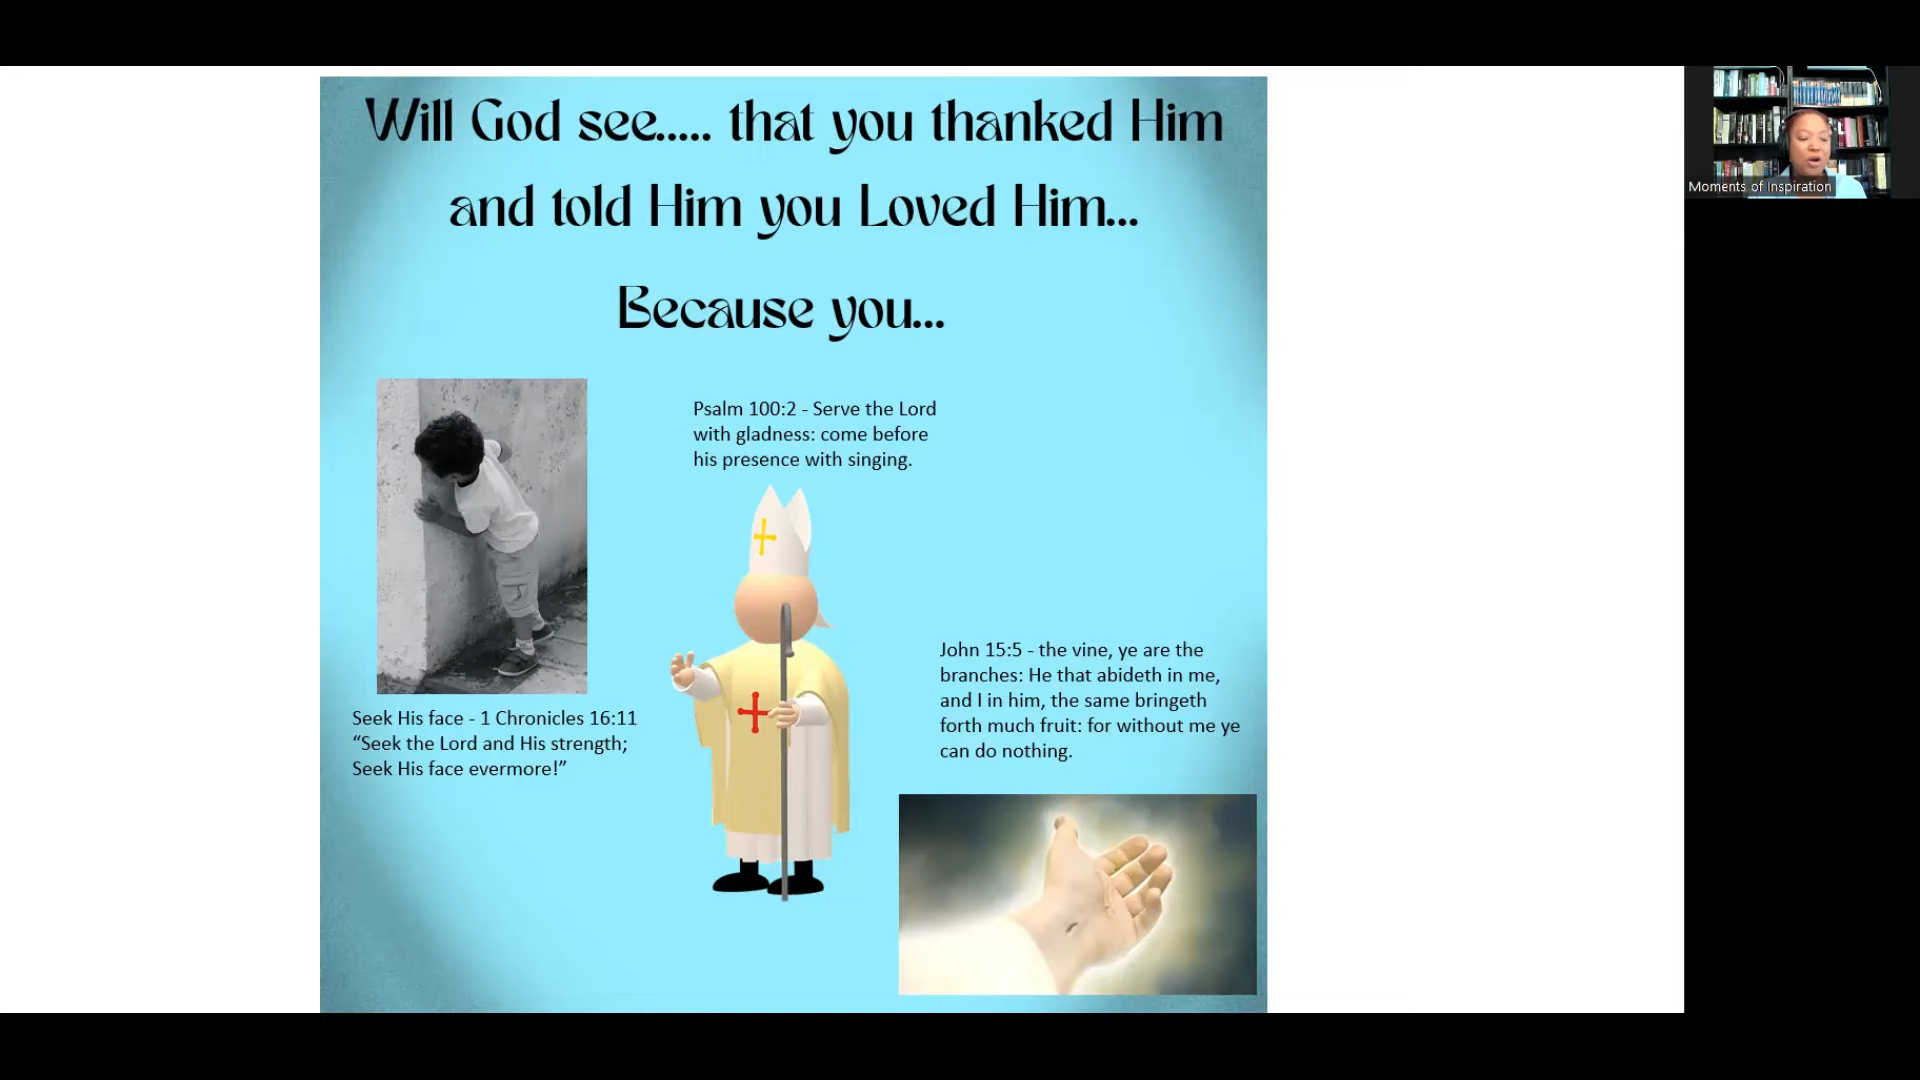 Will God see..... that you thanked Him
and told Him you Loved Him...
Because you...
Psalm 100:2 - Serve the Lord
with gladness: come before
his presence with singing.
Seek His face - 1 Chronicles 16:11
“Seek the Lord and His strength;
Seek His face evermore!”
John 15:5 - the vine, ye are the
branches: He that abideth in me,
and I in him, the same bringeth
forth much fruit: for without me ye
can do nothing.
Moments of Inspiration